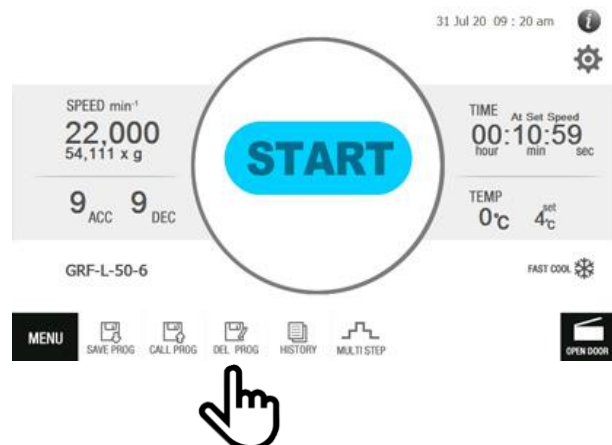 31 Jul 20 09 : 20 am
i
SPEED min-1
22,000
54,111 x g
9 ACC 9 DEC
START
TIME At Set Speed
00:10:59
hour min sec
TEMP
0℃ set 4℃
GRF-L-50-6
FAST COOL
MENU
SAVE PROG
CALL PROG
DEL PROG
HISTORY
MULTI STEP
OPEN DOOR